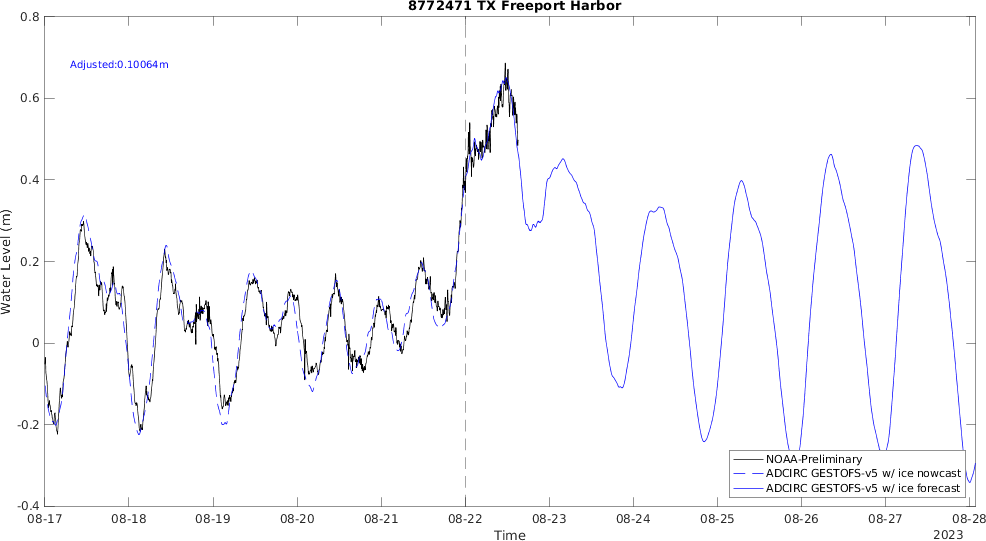 8772471 TX Freeport Harbor
Adjusted:0.10064m
Water Level (m)
0.8
0.6
0.4
0.2
0
-0.2
-0.4
08-17 08-18 08-19 08-20 08-21 08-22 08-23 08-24 08-25 08-26 08-27 08-28
Time
2023
NOAA-Preliminary
ADCIRC GESTOFS-v5 w/ ice nowcast
ADCIRC GESTOFS-v5 w/ ice forecast